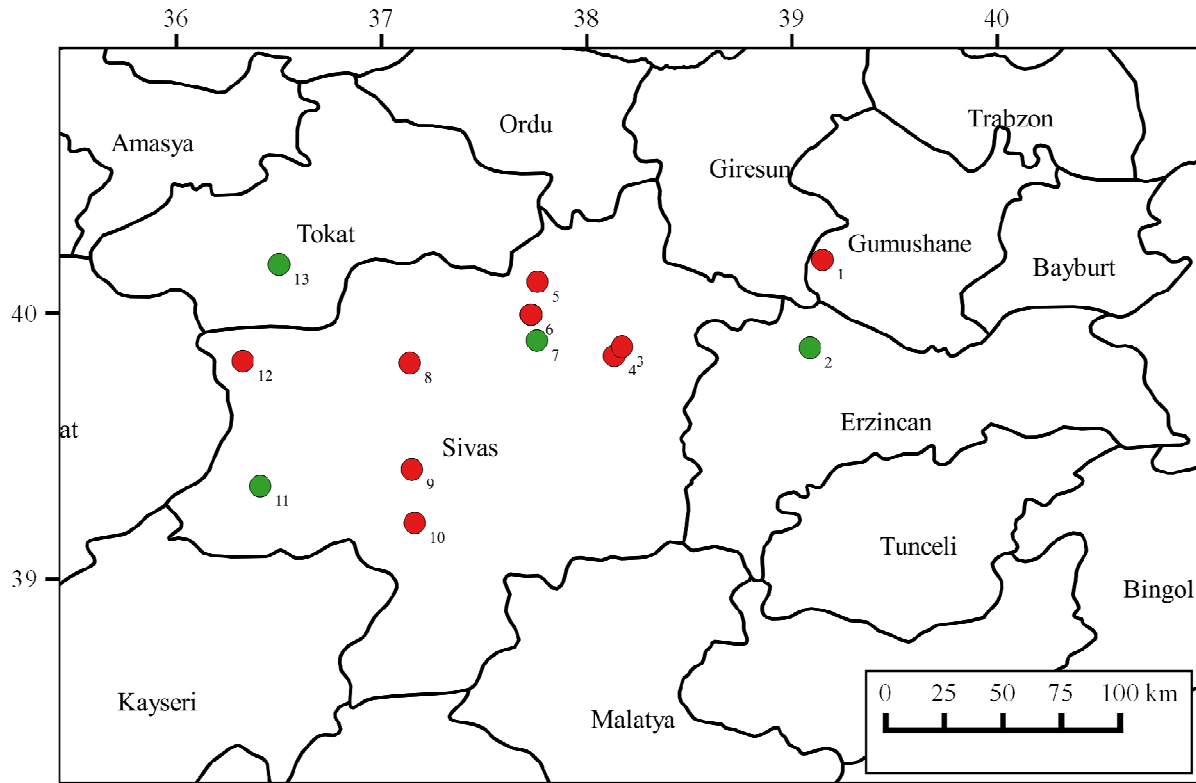 36 37 38 39 40
Ordu
Trabzon
Amasya
Giresun
Tokat
Gumushane
Bayburt
13
1
5
40
6
7
3
4
2
12
8
Erzincan
at
Sivas
9
11
10
Tunceli
39
Bingol
Kayseri
Malatya
0 25 50 75 100 km